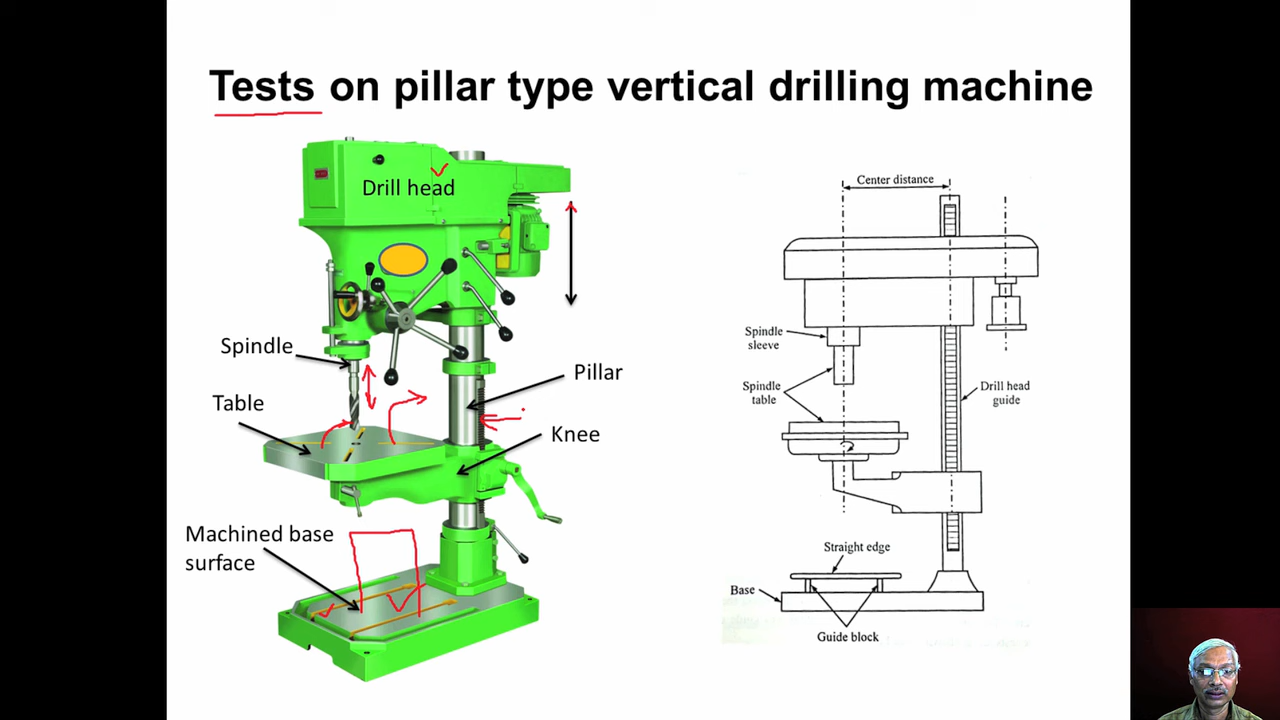 Tests on pillar type vertical drilling machine
Drill head
Spindle
Table
Pillar
Knee
Machined base
surface
Center distance
Spindle
sleeve
Spindle
table
Drill head
guide
Straight edge
Base
Guide block